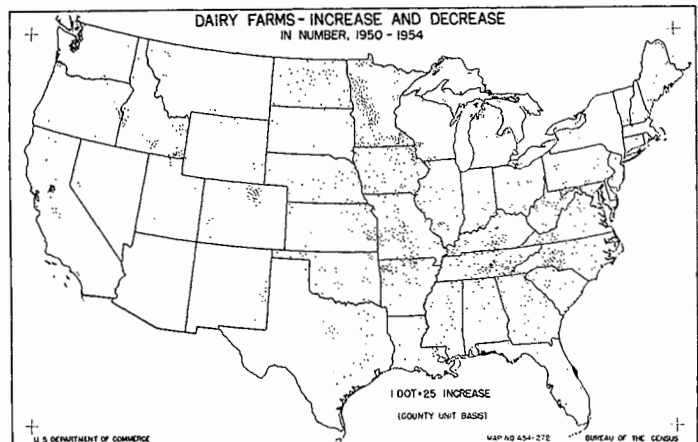 DAIRY FARMS - INCREASE AND DECREASE
IN NUMBER, 1950 - 1954
1 DOT=25 INCREASE
(COUNTY UNIT BASIS)
U. S. DEPARTMENT OF COMMERCE
MAP NO. A54-272
BUREAU OF THE CENSUS